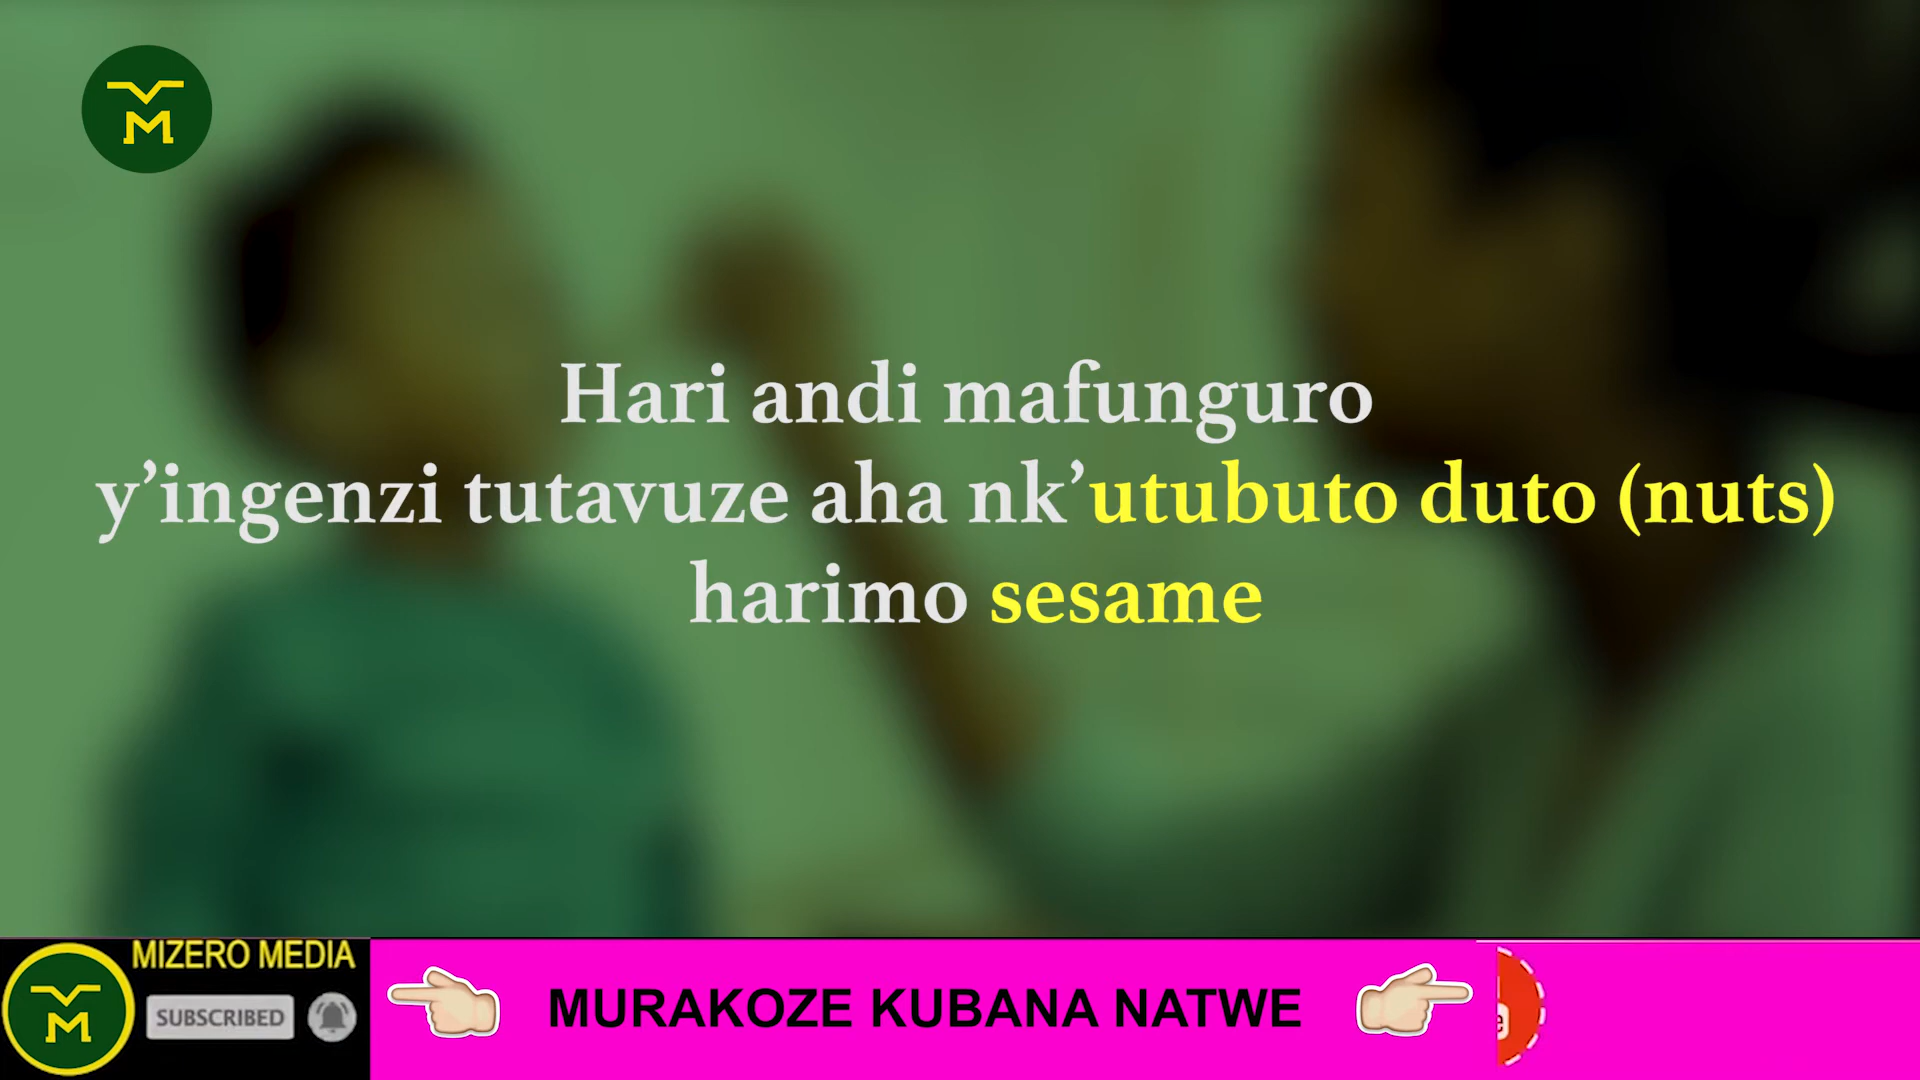 Hari andi mafunguro
y’ingenzi tutavuze aha nk’utubuto duto (nuts)
harimo sesame
MIZERO MEDIA
SUBSCRIBED
MURAKOZE KUBANA NATWE